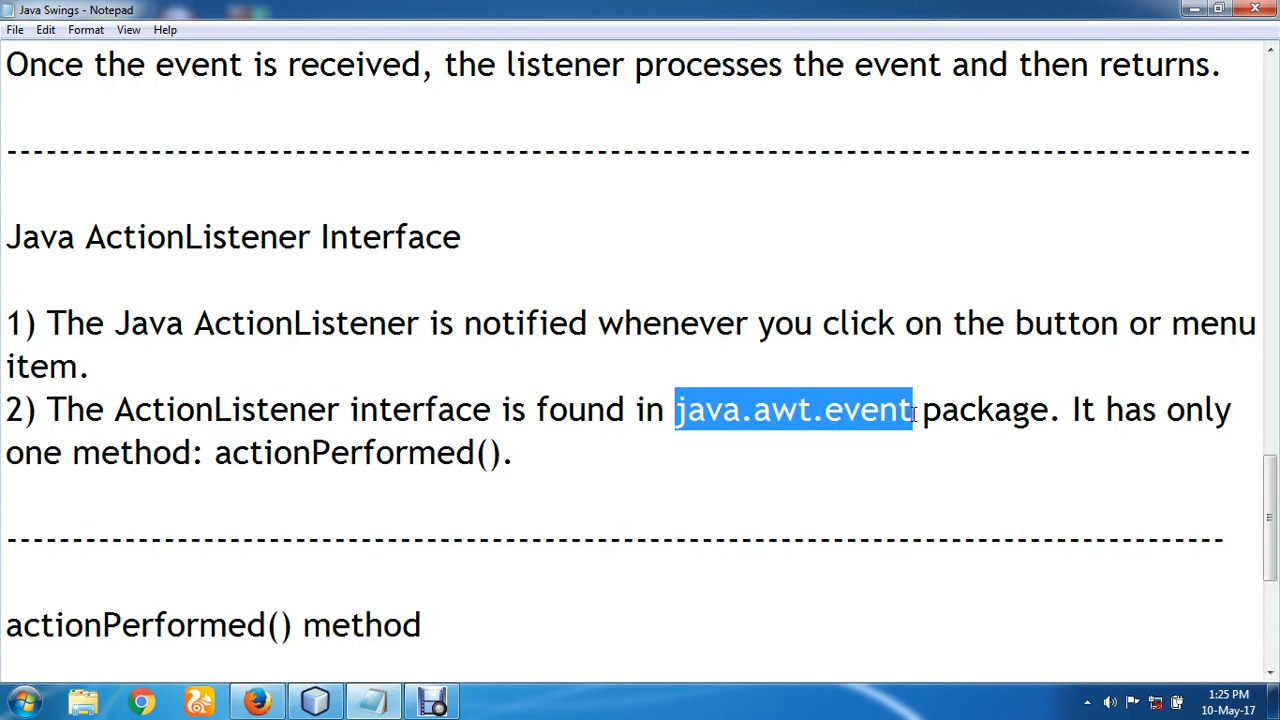 Java Swings - Notepad
File Edit Format View Help
Once the event is received, the listener processes the event and then returns.
-----------------------------------------------------------------------------------------------
Java ActionListener Interface
1) The Java ActionListener is notified whenever you click on the button or menu
item.
2) The ActionListener interface is found in java.awt.event package. It has only
one method: actionPerformed().
---------------------------------------------------------------------------------------------
actionPerformed() method
1:25 PM
10-May-17